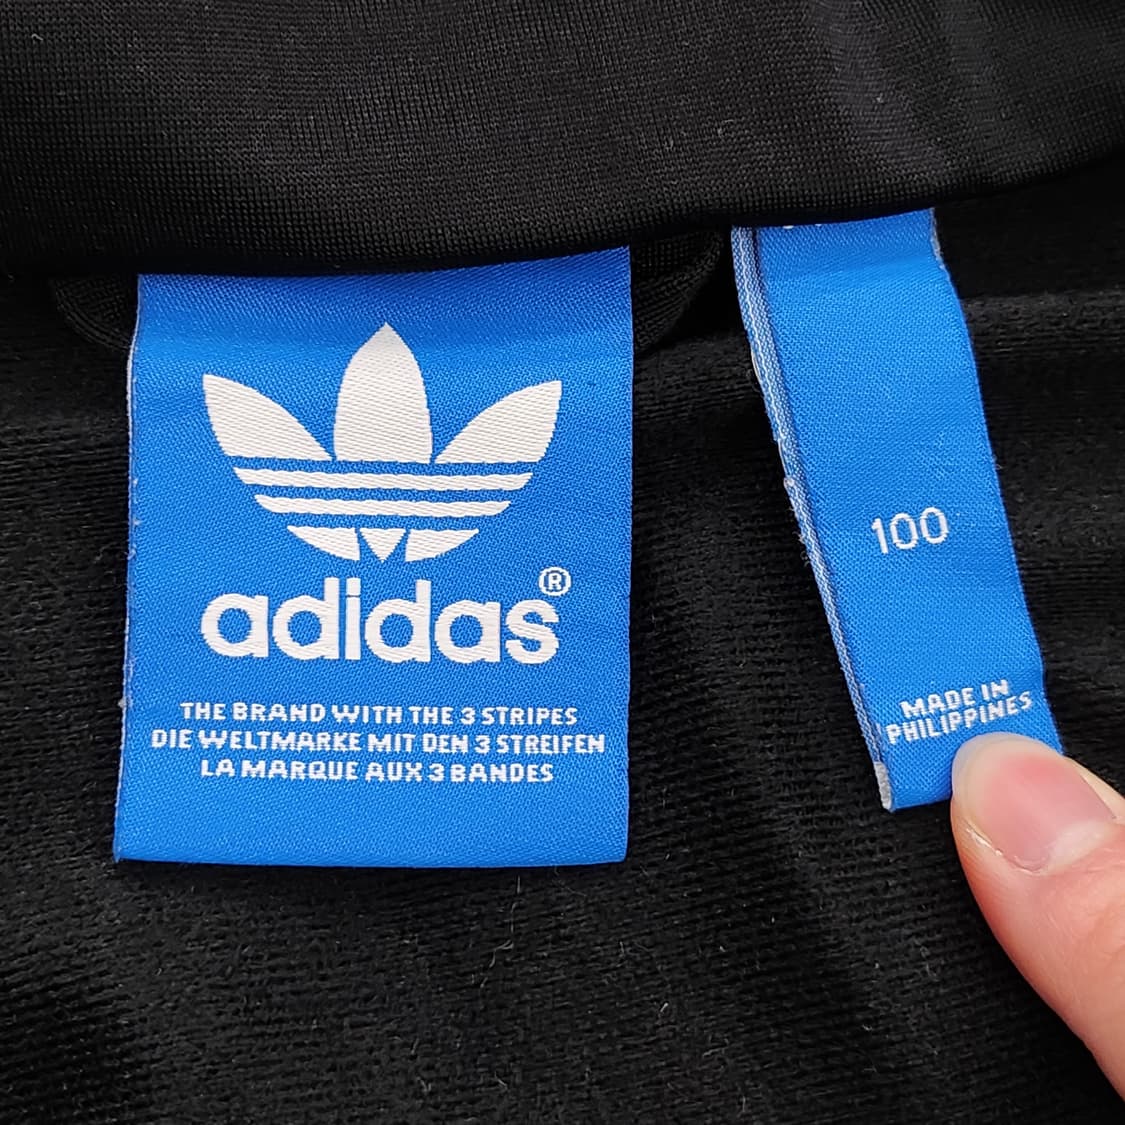 adidas®
THE BRAND WITH THE 3 STRIPES
DIE WELTMARKE MIT DEN 3 STREIFEN
LA MARQUE AUX 3 BANDES
100
MADE IN
PHILIPPINES